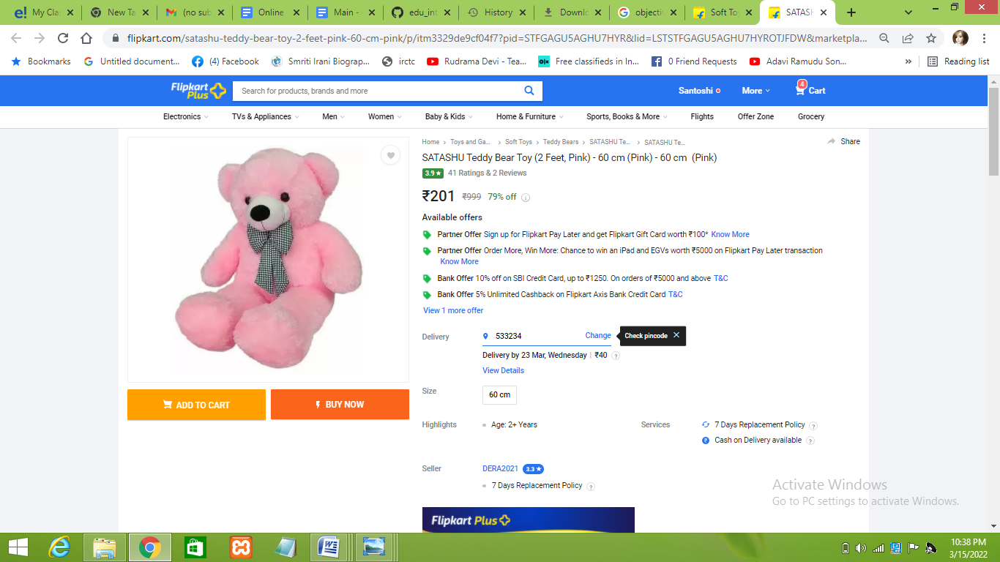 My Cla
New Ta
(no sub
Online
Main -
edu_int
History
Downlo
objectiv
Soft To
SATASH
flipkart.com/satashu-teddy-bear-toy-2-feet-pink-60-cm-pink/p/itm3329de9cf04f7?pid=STFGAGU5AGHU7HYR&lid=LSTSTFGAGU5AGHU7HYROTJFDW&marketpla...
Bookmarks
Untitled document...
(4) Facebook
Smriti Irani Biograp...
irctc
Rudrama Devi - Tea...
Free classifieds in In...
0 Friend Requests
Adavi Ramudu Son...
»
Reading list
Flipkart
Plus
Search for products, brands and more
Santoshi
More
4
Cart
Electronics
TVs & Appliances
Men
Women
Baby & Kids
Home & Furniture
Sports, Books & More
Flights
Offer Zone
Grocery
Home > Toys and Ga... > Soft Toys > Teddy Bears > SATASHU Te... > SATASHU Te...
Share
SATASHU Teddy Bear Toy (2 Feet, Pink) - 60 cm (Pink) - 60 cm (Pink)
3.9 ★ 41 Ratings & 2 Reviews
₹201 ₹999 79% off
Available offers
Partner Offer Sign up for Flipkart Pay Later and get Flipkart Gift Card worth ₹100* Know More
Partner Offer Order More, Win More: Chance to win an iPad and EGVs worth ₹5000 on Flipkart Pay Later transaction
Know More
Bank Offer 10% off on SBI Credit Card, up to ₹1250. On orders of ₹5000 and above T&C
Bank Offer 5% Unlimited Cashback on Flipkart Axis Bank Credit Card T&C
View 1 more offer
Delivery
533234
Change
Check pincode
Delivery by 23 Mar, Wednesday | ₹40 ?
View Details
Size
60 cm
ADD TO CART
BUY NOW
Highlights
Age: 2+ Years
Services
7 Days Replacement Policy ?
Cash on Delivery available ?
Seller
DERA2021 3.3 ★
7 Days Replacement Policy ?
Activate Windows
Go to PC settings to activate Windows.
Flipkart Plus
10:38 PM
3/15/2022